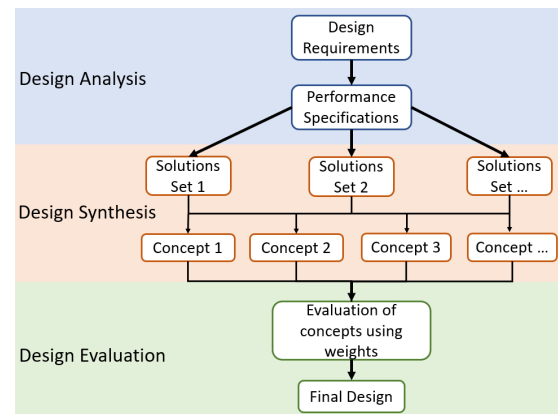 Design
Requirements
Design Analysis
Performance
Specifications
Solutions
Set 1
Solutions
Set 2
Solutions
Set ...
Design Synthesis
Concept 1
Concept 2
Concept 3
Concept ...
Evaluation of
concepts using
weights
Design Evaluation
Final Design